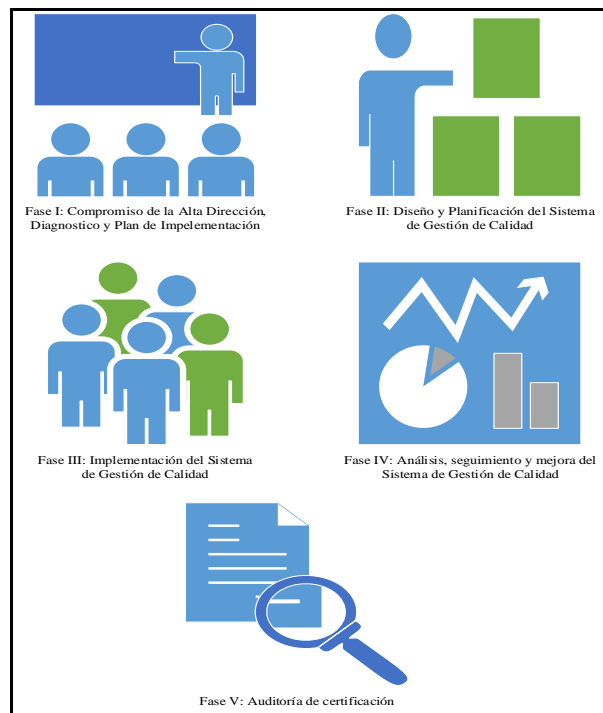 Fase I: Compromiso de la Alta Dirección,
Diagnostico y Plan de Impelementación
Fase II: Diseño y Planificación del Sistema
de Gestión de Calidad
Fase III: Implementación del Sistema
de Gestión de Calidad
Fase IV: Análisis, seguimiento y mejora del
Sistema de Gestión de Calidad
Fase V: Auditoría de certificación